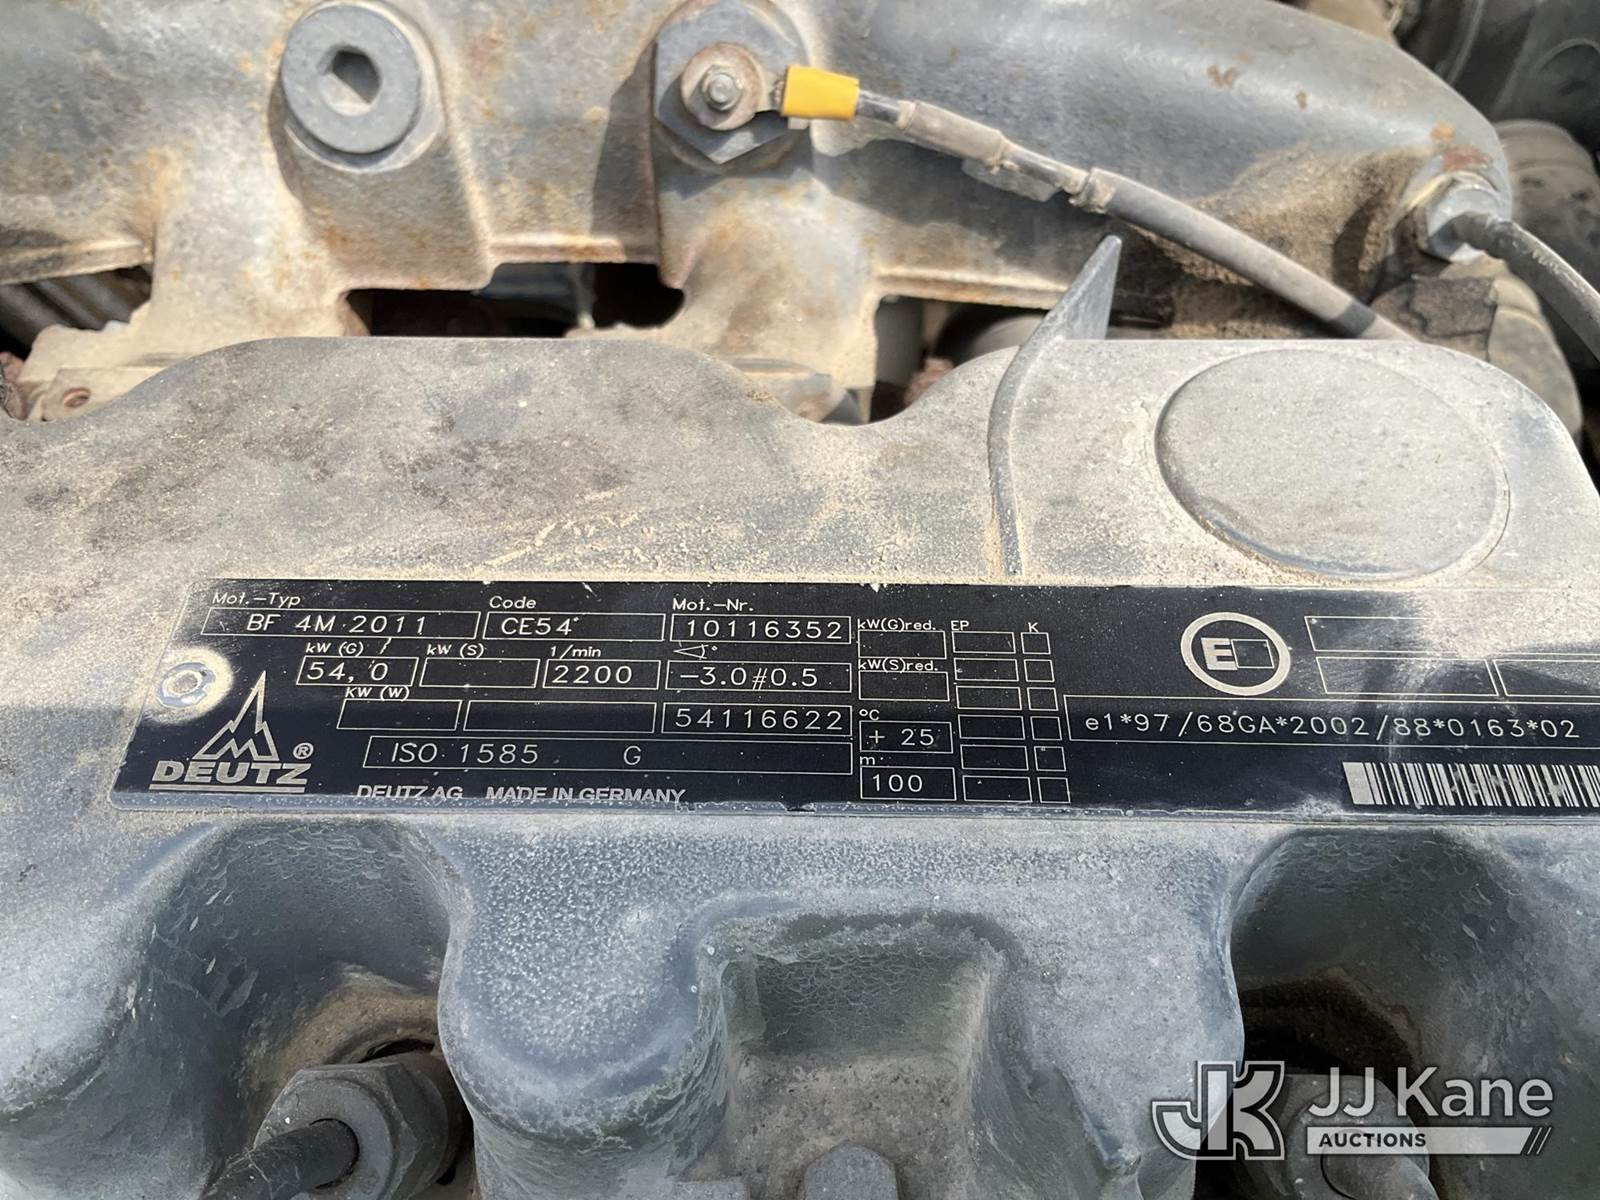 Mot.-Typ Code Mot.-Nr.
BF 4M 2011 CE54 10116352 kW(G)red. EP K
kW (G) kW (S) 1/min
54,0 2200 -3.0#0.5 kW(S)red.
kW (W)
54116622 °C
+ 25
ISO 1585 G m
100
DEUTZ®
DEUTZ AG MADE IN GERMANY
E
e1*97/68GA*2002/88*0163*02
JK JJ Kane
AUCTIONS